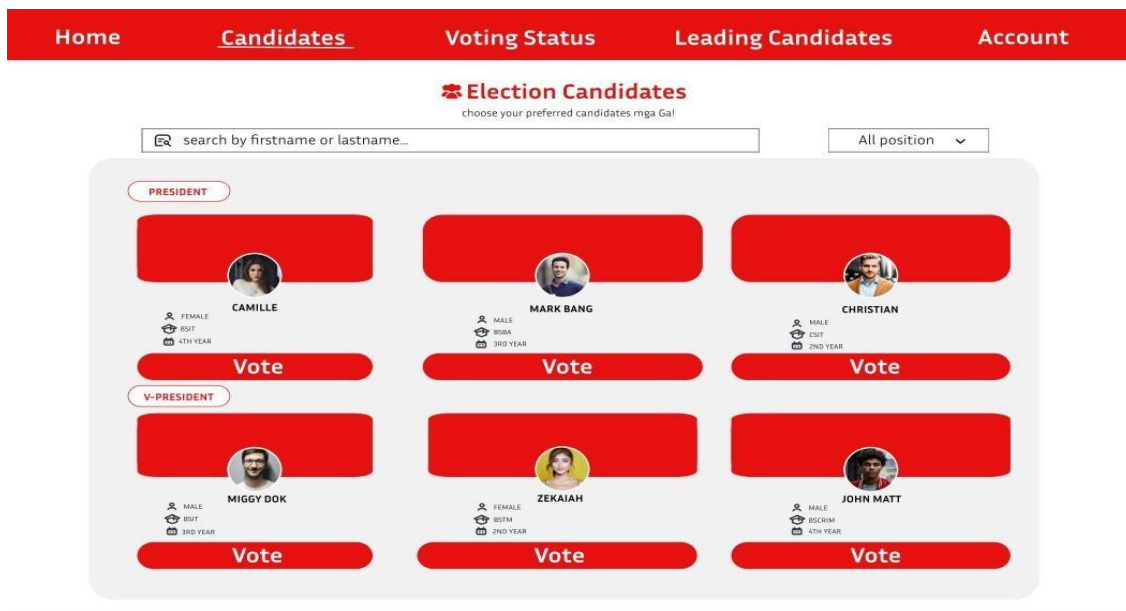 Home Candidates Voting Status Leading Candidates Account
Election Candidates
choose your preferred candidates mga Ga!
search by firstname or lastname...
All position
PRESIDENT
CAMILLE
FEMALE
BSIT
4TH YEAR
Vote
MARK BANG
MALE
BSBA
3RD YEAR
Vote
CHRISTIAN
MALE
CSIT
2ND YEAR
Vote
V-PRESIDENT
MIGGY DOK
MALE
BSIT
3RD YEAR
Vote
ZEKAIAH
FEMALE
BSTM
2ND YEAR
Vote
JOHN MATT
MALE
BSCRIM
4TH YEAR
Vote